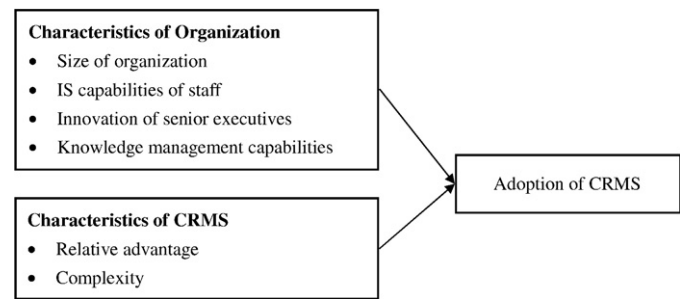 Characteristics of Organization
• Size of organization
• IS capabilities of staff
• Innovation of senior executives
• Knowledge management capabilities
Adoption of CRMS
Characteristics of CRMS
• Relative advantage
• Complexity